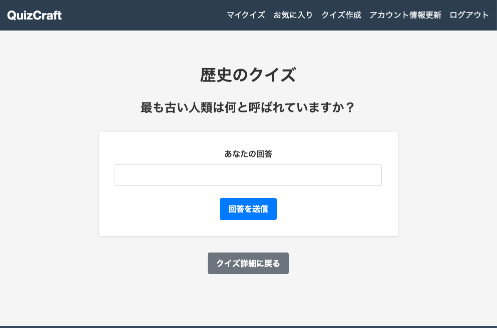 QuizCraft マイクイズ お気に入り クイズ作成 アカウント情報更新 ログアウト
歴史のクイズ
最も古い人類は何と呼ばれていますか？
あなたの回答
回答を送信
クイズ詳細に戻る